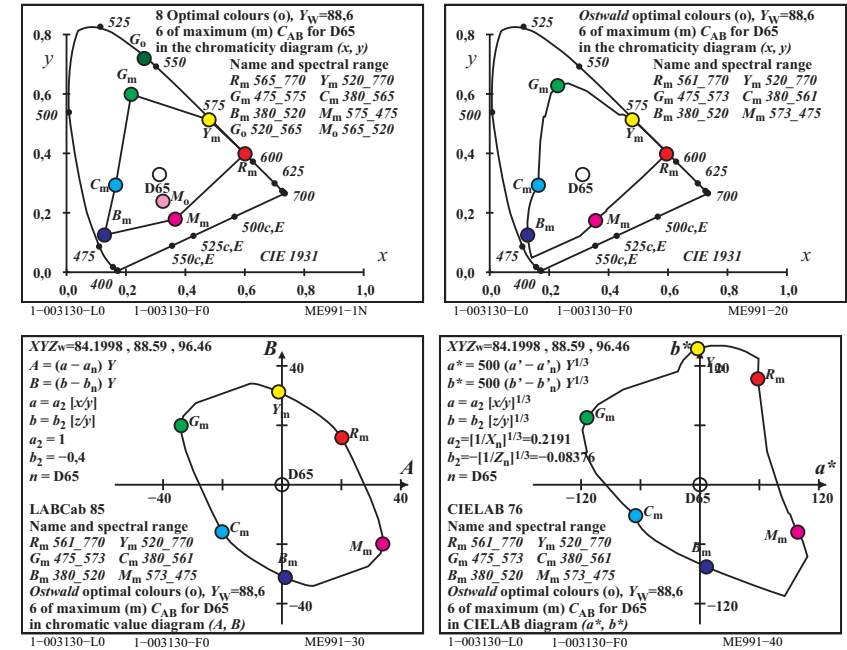 8 Optimal colours (o), YW=88,6
6 of maximum (m) CAB for D65
in the chromaticity diagram (x, y)
Name and spectral range
Rm 565_770 Ym 520_770
Gm 475_575 Cm 380_565
Bm 380_520 Mm 575_475
Go 520_565 Mo 565_520
y
0,8
0,6
0,4
0,2
0,0
0,0 0,2 0,4 0,6 0,8 1,0
x
525
Go
550
Gm
575
Ym
500
Rm
600
625
700
Cm
D65
Mo
Bm
Mm
500c,E
525c,E
550c,E
475
400
CIE 1931
1-003130-L0 1-003130-F0 ME991-1N
Ostwald optimal colours (o), YW=88,6
6 of maximum (m) CAB for D65
in the chromaticity diagram (x, y)
Name and spectral range
Rm 561_770 Ym 520_770
Gm 475_573 Cm 380_561
Bm 380_520 Mm 573_475
y
0,8
0,6
0,4
0,2
0,0
0,0 0,2 0,4 0,6 0,8 1,0
x
525
550
Gm
575
Ym
500
Rm
600
625
700
Cm
D65
Bm
Mm
500c,E
525c,E
550c,E
475
400
CIE 1931
1-003130-L0 1-003130-F0 ME991-20
XYZw=84.1998 , 88.59 , 96.46
A = (a – an) Y
B = (b – bn) Y
a = a2 [x/y]
b = b2 [z/y]
a2 = 1
b2 = –0,4
n = D65
B
40
Ym
Gm
Rm
D65
A
–40
40
Cm
Mm
Bm
–40
LABCab 85
Name and spectral range
Rm 561_770 Ym 520_770
Gm 475_573 Cm 380_561
Bm 380_520 Mm 573_475
Ostwald optimal colours (o), YW=88,6
6 of maximum (m) CAB for D65
in chromatic value diagram (A, B)
1-003130-L0 1-003130-F0 ME991-30
XYZw=84.1998 , 88.59 , 96.46
a* = 500 (a’ – a’n) Y1/3
b* = 500 (b’ – b’n) Y1/3
a = a2 [x/y]1/3
b = b2 [z/y]1/3
a2=[1/Xn]1/3=0.2191
b2=–[1/Zn]1/3=–0.08376
n = D65
b*
Ym
120
Rm
Gm
a*
–120
D65
120
Cm
Mm
Bm
–120
CIELAB 76
Name and spectral range
Rm 561_770 Ym 520_770
Gm 475_573 Cm 380_561
Bm 380_520 Mm 573_475
Ostwald optimal colours (o), YW=88,6
6 of maximum (m) CAB for D65
in CIELAB diagram (a*, b*)
1-003130-L0 1-003130-F0 ME991-40